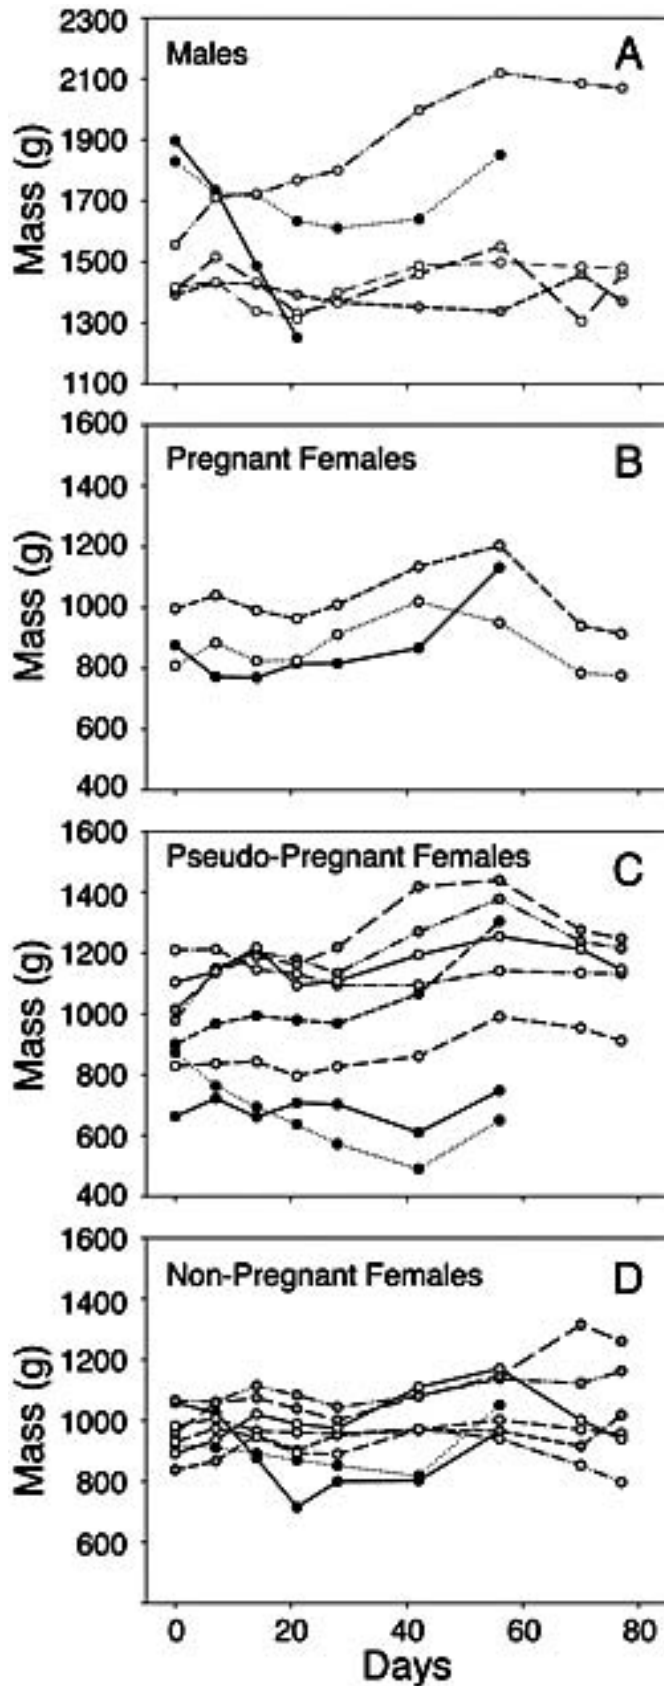 2300
2100
1900
1700
1500
1300
1100
Mass (g)
Males
A
1600
1400
1200
1000
800
600
400
Mass (g)
Pregnant Females
B
1600
1400
1200
1000
800
600
400
Mass (g)
Pseudo-Pregnant Females
C
1600
1400
1200
1000
800
600
Mass (g)
Non-Pregnant Females
D
0 20 40 60 80
Days